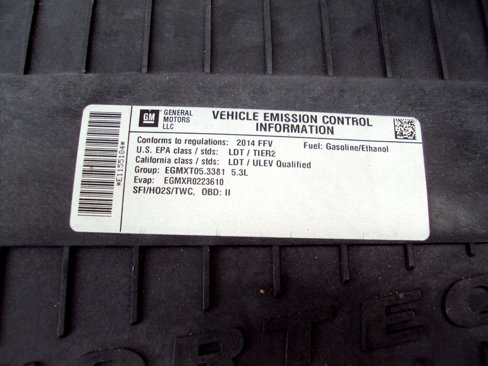 GM GENERAL
MOTORS
LLC
VEHICLE EMISSION CONTROL
INFORMATION
Conforms to regulations: 2014 FFV Fuel: Gasoline/Ethanol
U.S. EPA class / stds: LDT / TIER2
California class / stds: LDT / ULEV Qualified
Group: EGMXT05.3381 5.3L
Evap: EGMXR0223610
SFI/HO2S/TWC, OBD: II
*E1155184*
ORTEC